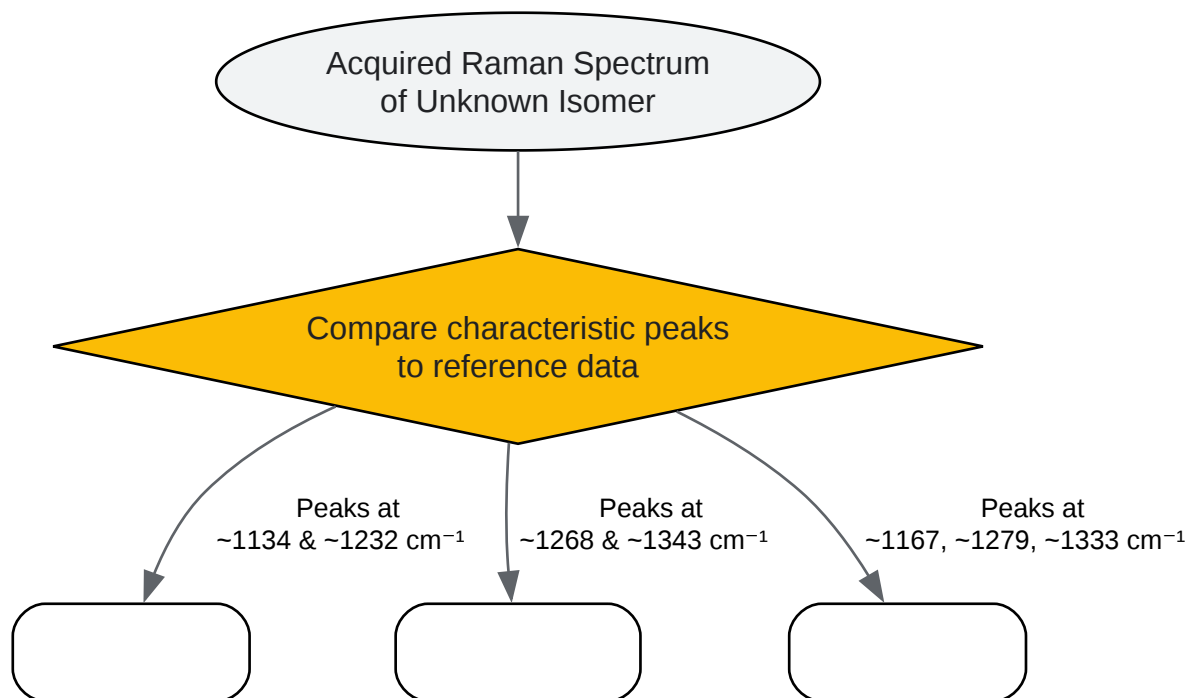 Acquired Raman Spectrum
of Unknown Isomer
Compare characteristic peaks
to reference data
Peaks at
~1134 & ~1232 cm⁻¹
Peaks at
~1268 & ~1343 cm⁻¹
Peaks at
~1167, ~1279, ~1333 cm⁻¹